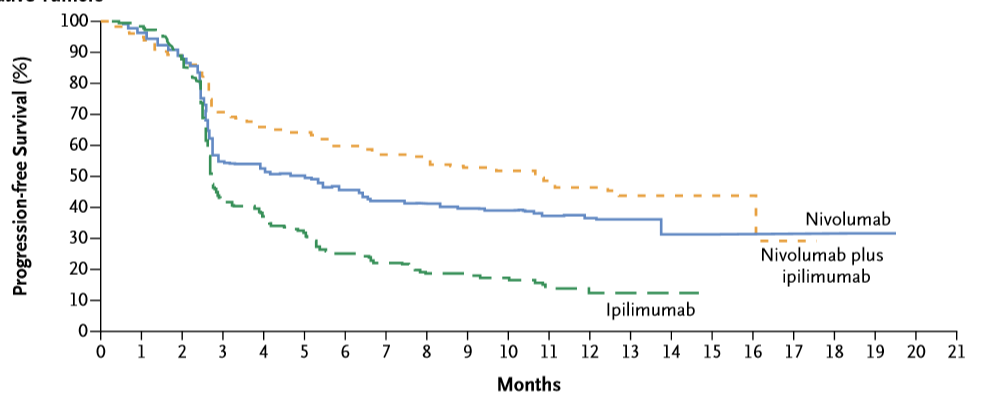 100
90
80
70
60
50
40
30
20
10
0
Progression-free Survival (%)
Nivolumab
Nivolumab plus
ipilimumab
Ipilimumab
0 1 2 3 4 5 6 7 8 9 10 11 12 13 14 15 16 17 18 19 20 21
Months